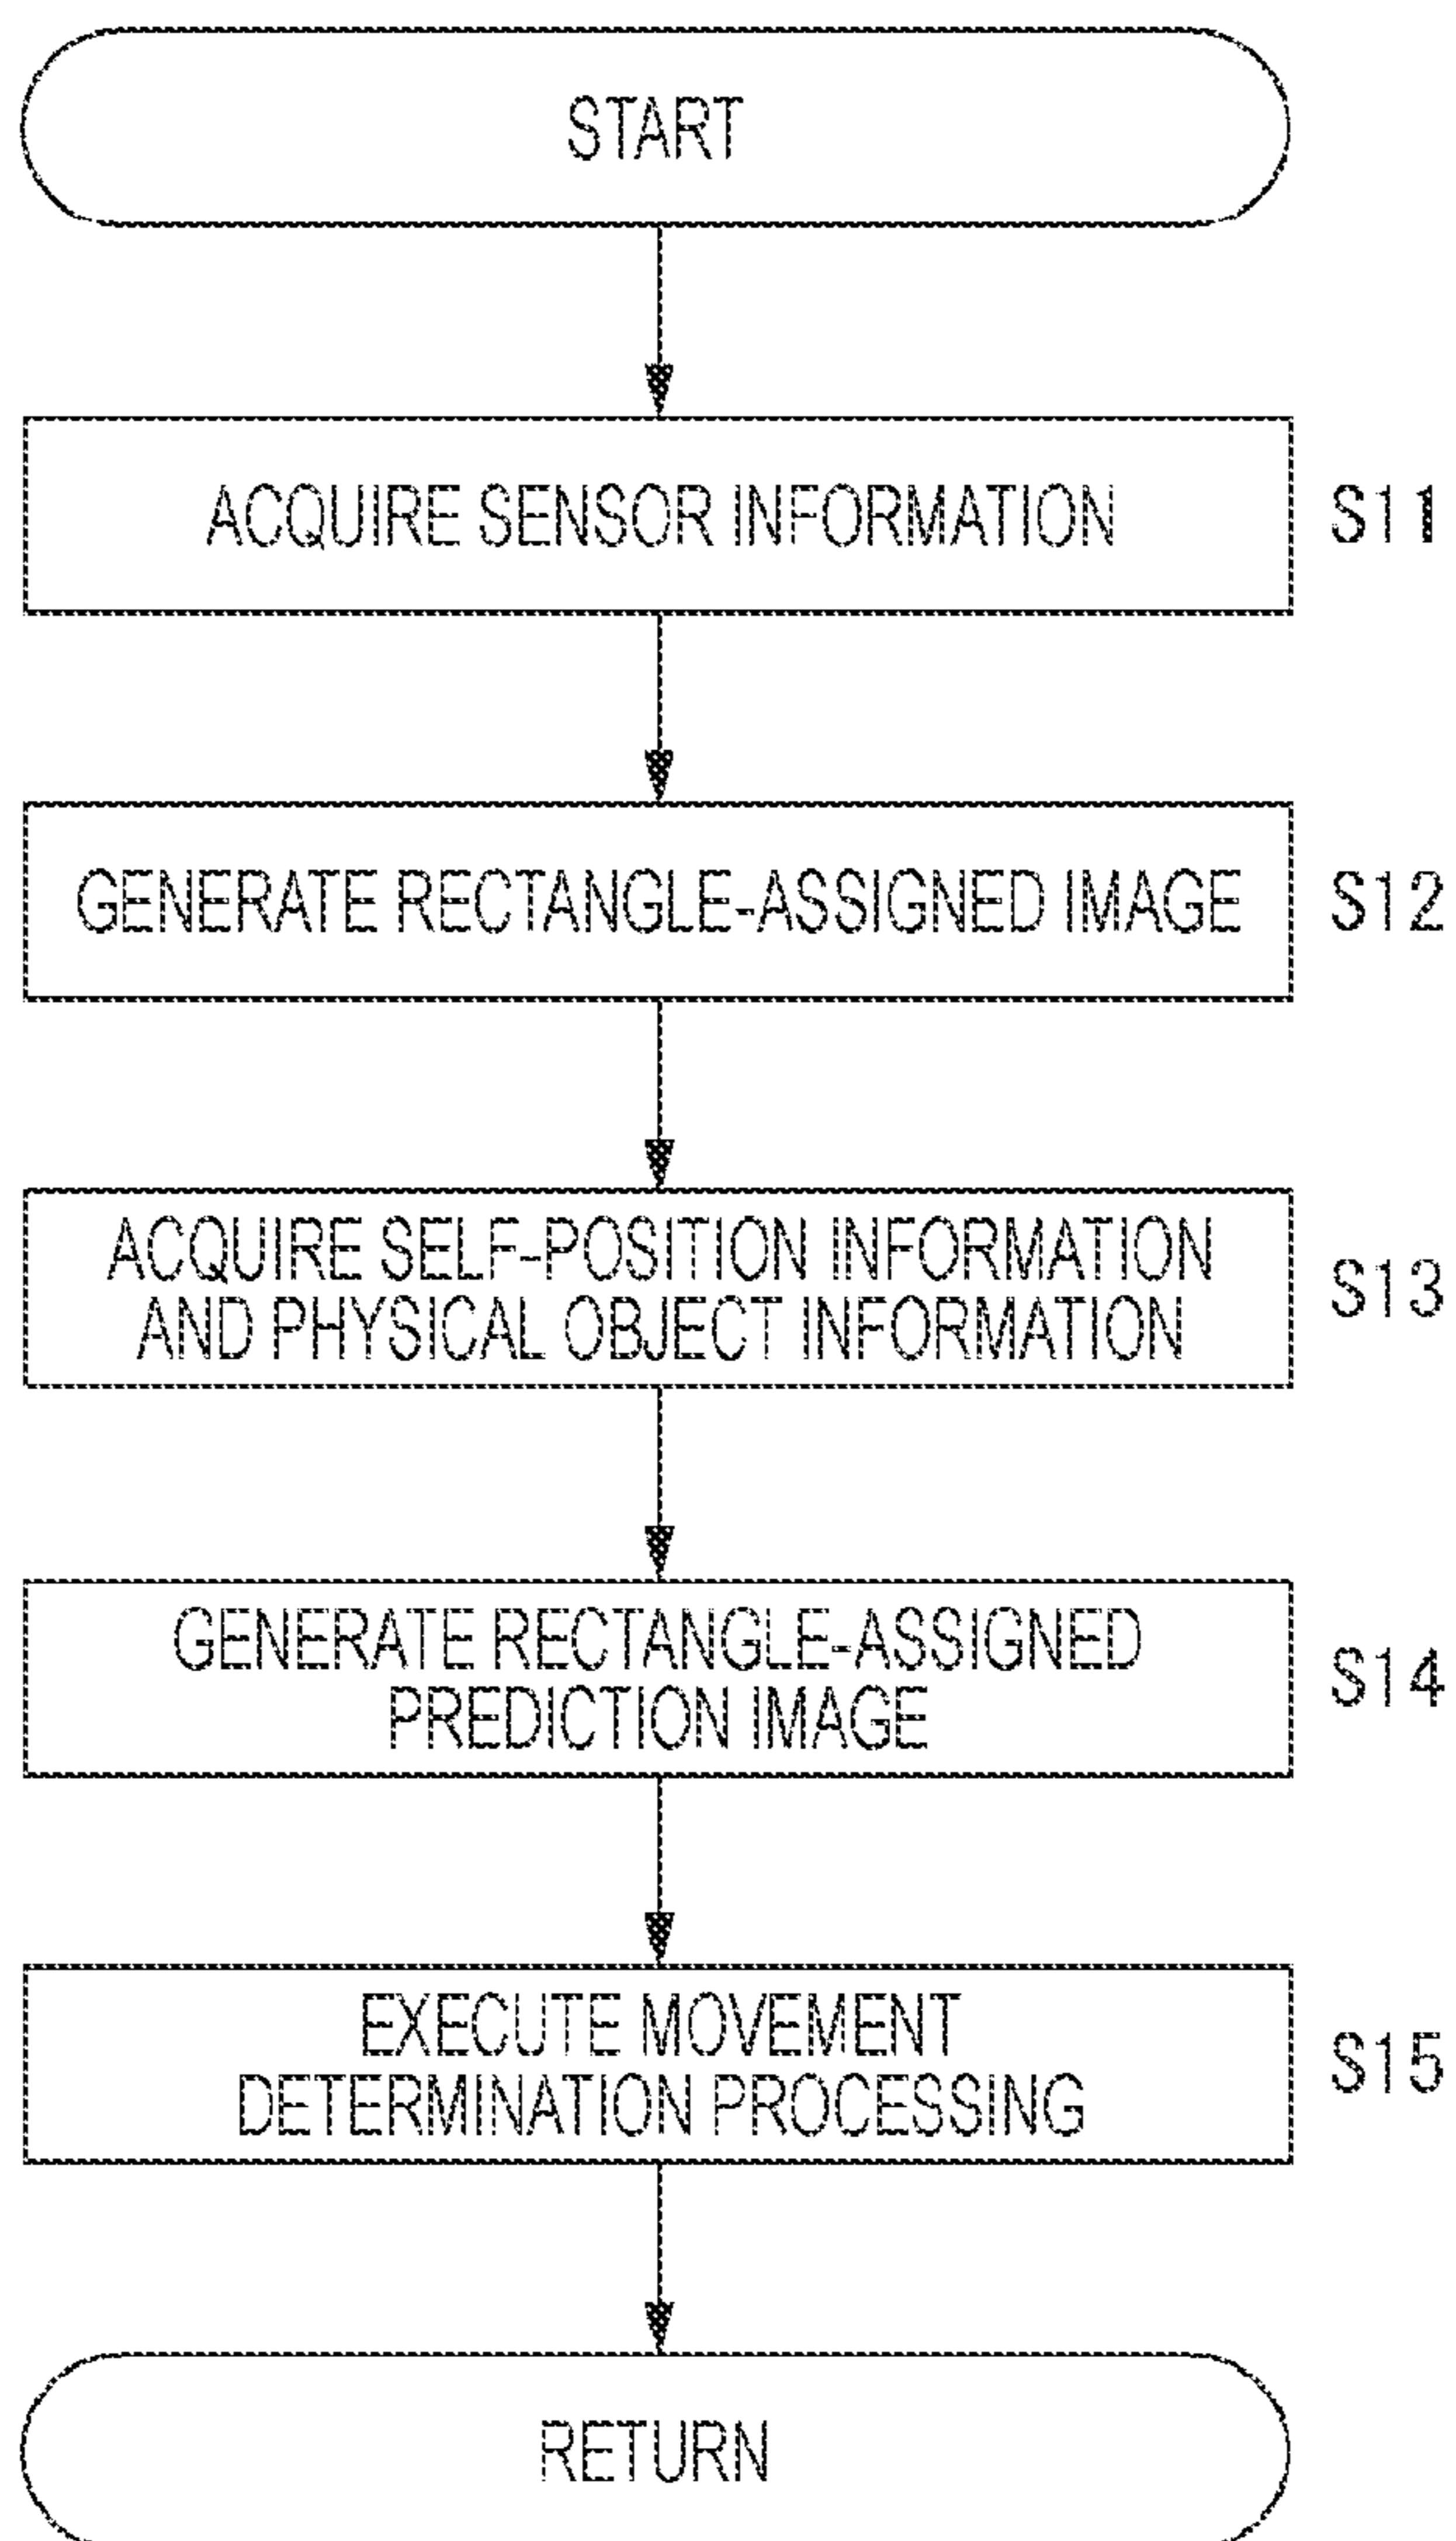 START
ACQUIRE SENSOR INFORMATION
S11
GENERATE RECTANGLE-ASSIGNED IMAGE
S12
ACQUIRE SELF-POSITION INFORMATION
AND PHYSICAL OBJECT INFORMATION
S13
GENERATE RECTANGLE-ASSIGNED
PREDICTION IMAGE
S14
EXECUTE MOVEMENT
DETERMINATION PROCESSING
S15
RETURN